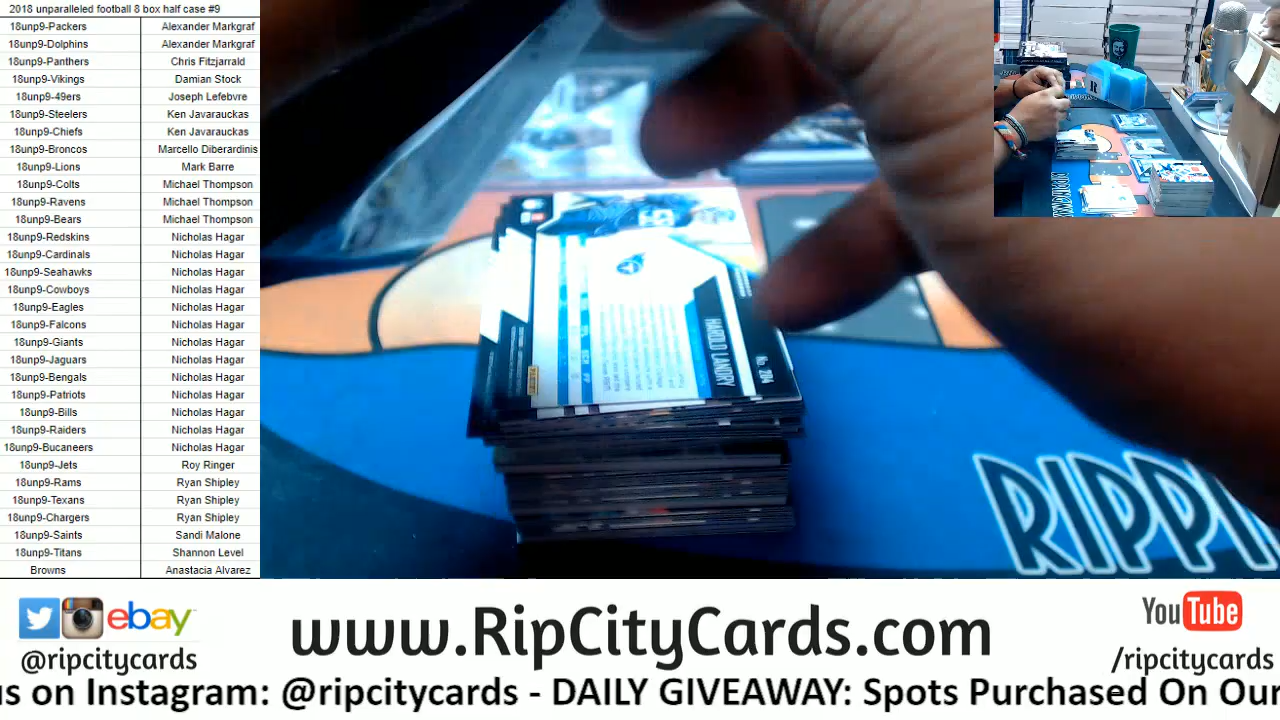 2018 unparalleled football 8 box half case #9
18unp9-Packers Alexander Markgraf
18unp9-Dolphins Alexander Markgraf
18unp9-Panthers Chris Fitzjarrald
18unp9-Vikings Damian Stock
18unp9-49ers Joseph Lefebvre
18unp9-Steelers Ken Javarauckas
18unp9-Chiefs Ken Javarauckas
18unp9-Broncos Marcello Diberardinis
18unp9-Lions Mark Barre
18unp9-Colts Michael Thompson
18unp9-Ravens Michael Thompson
18unp9-Bears Michael Thompson
18unp9-Redskins Nicholas Hagar
18unp9-Cardinals Nicholas Hagar
18unp9-Seahawks Nicholas Hagar
18unp9-Cowboys Nicholas Hagar
18unp9-Eagles Nicholas Hagar
18unp9-Falcons Nicholas Hagar
18unp9-Giants Nicholas Hagar
18unp9-Jaguars Nicholas Hagar
18unp9-Bengals Nicholas Hagar
18unp9-Patriots Nicholas Hagar
18unp9-Bills Nicholas Hagar
18unp9-Raiders Nicholas Hagar
18unp9-Bucaneers Nicholas Hagar
18unp9-Jets Roy Ringer
18unp9-Rams Ryan Shipley
18unp9-Texans Ryan Shipley
18unp9-Chargers Ryan Shipley
18unp9-Saints Sandi Malone
18unp9-Titans Shannon Level
Browns Anastacia Alvarez
No. 204
HAROLD LANDRY
RIPPI
ebay
@ripcitycards
www.RipCityCards.com
YouTube
/ripcitycards
us on Instagram: @ripcitycards - DAILY GIVEAWAY: Spots Purchased On Our